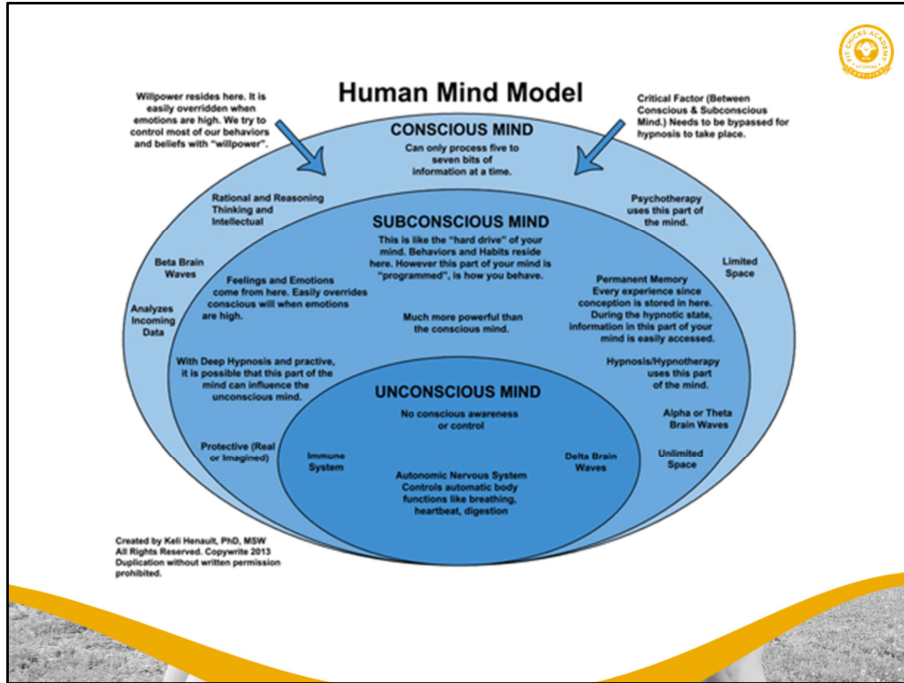 FIT CHICKS ACADEMY
CERTIFIED
Human Mind Model
Willpower resides here. It is
easily overridden when
emotions are high. We try to
control most of our behaviors
and beliefs with "willpower".
Critical Factor (Between
Conscious & Subconscious
Mind.) Needs to be bypassed for
hypnosis to take place.
CONSCIOUS MIND
Can only process five to
seven bits of
information at a time.
Rational and Reasoning
Thinking and
Intellectual
Psychotherapy
uses this part of
the mind.
Beta Brain
Waves
Limited
Space
Analyzes
Incoming
Data
SUBCONSCIOUS MIND
This is like the "hard drive" of your
mind. Behaviors and Habits reside
here. However this part of your mind is
"programmed", is how you behave.
Feelings and Emotions
come from here. Easily overrides
conscious will when emotions
are high.
Permanent Memory
Every experience since
conception is stored in here.
During the hypnotic state,
information in this part of your
mind is easily accessed.
Much more powerful than
the conscious mind.
With Deep Hypnosis and practive,
it is possible that this part of the
mind can influence the
unconscious mind.
Hypnosis/Hypnotherapy
uses this part
of the mind.
Alpha or Theta
Brain Waves
Protective (Real
or Imagined)
Unlimited
Space
UNCONSCIOUS MIND
No conscious awareness
or control
Immune
System
Delta Brain
Waves
Autonomic Nervous System
Controls automatic body
functions like breathing,
heartbeat, digestion
Created by Keli Henault, PhD, MSW
All Rights Reserved. Copywrite 2013
Duplication without written permission
prohibited.